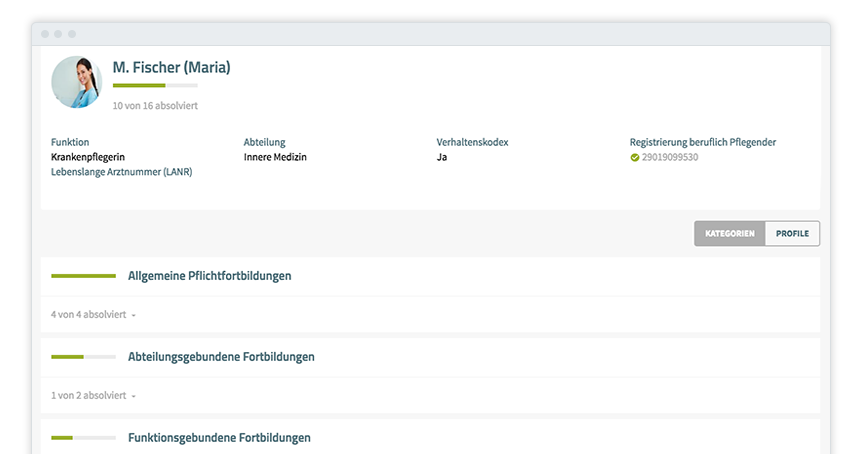 M. Fischer (Maria)
10 von 16 absolviert
Funktion
Krankenpflegerin
Lebenslange Arztnummer (LANR)
Abteilung
Innere Medizin
Verhaltenskodex
Ja
Registrierung beruflich Pflegender
29019099530
KATEGORIEN
PROFILE
Allgemeine Pflichtfortbildungen
4 von 4 absolviert
Abteilungsgebundene Fortbildungen
1 von 2 absolviert
Funktionsgebundene Fortbildungen